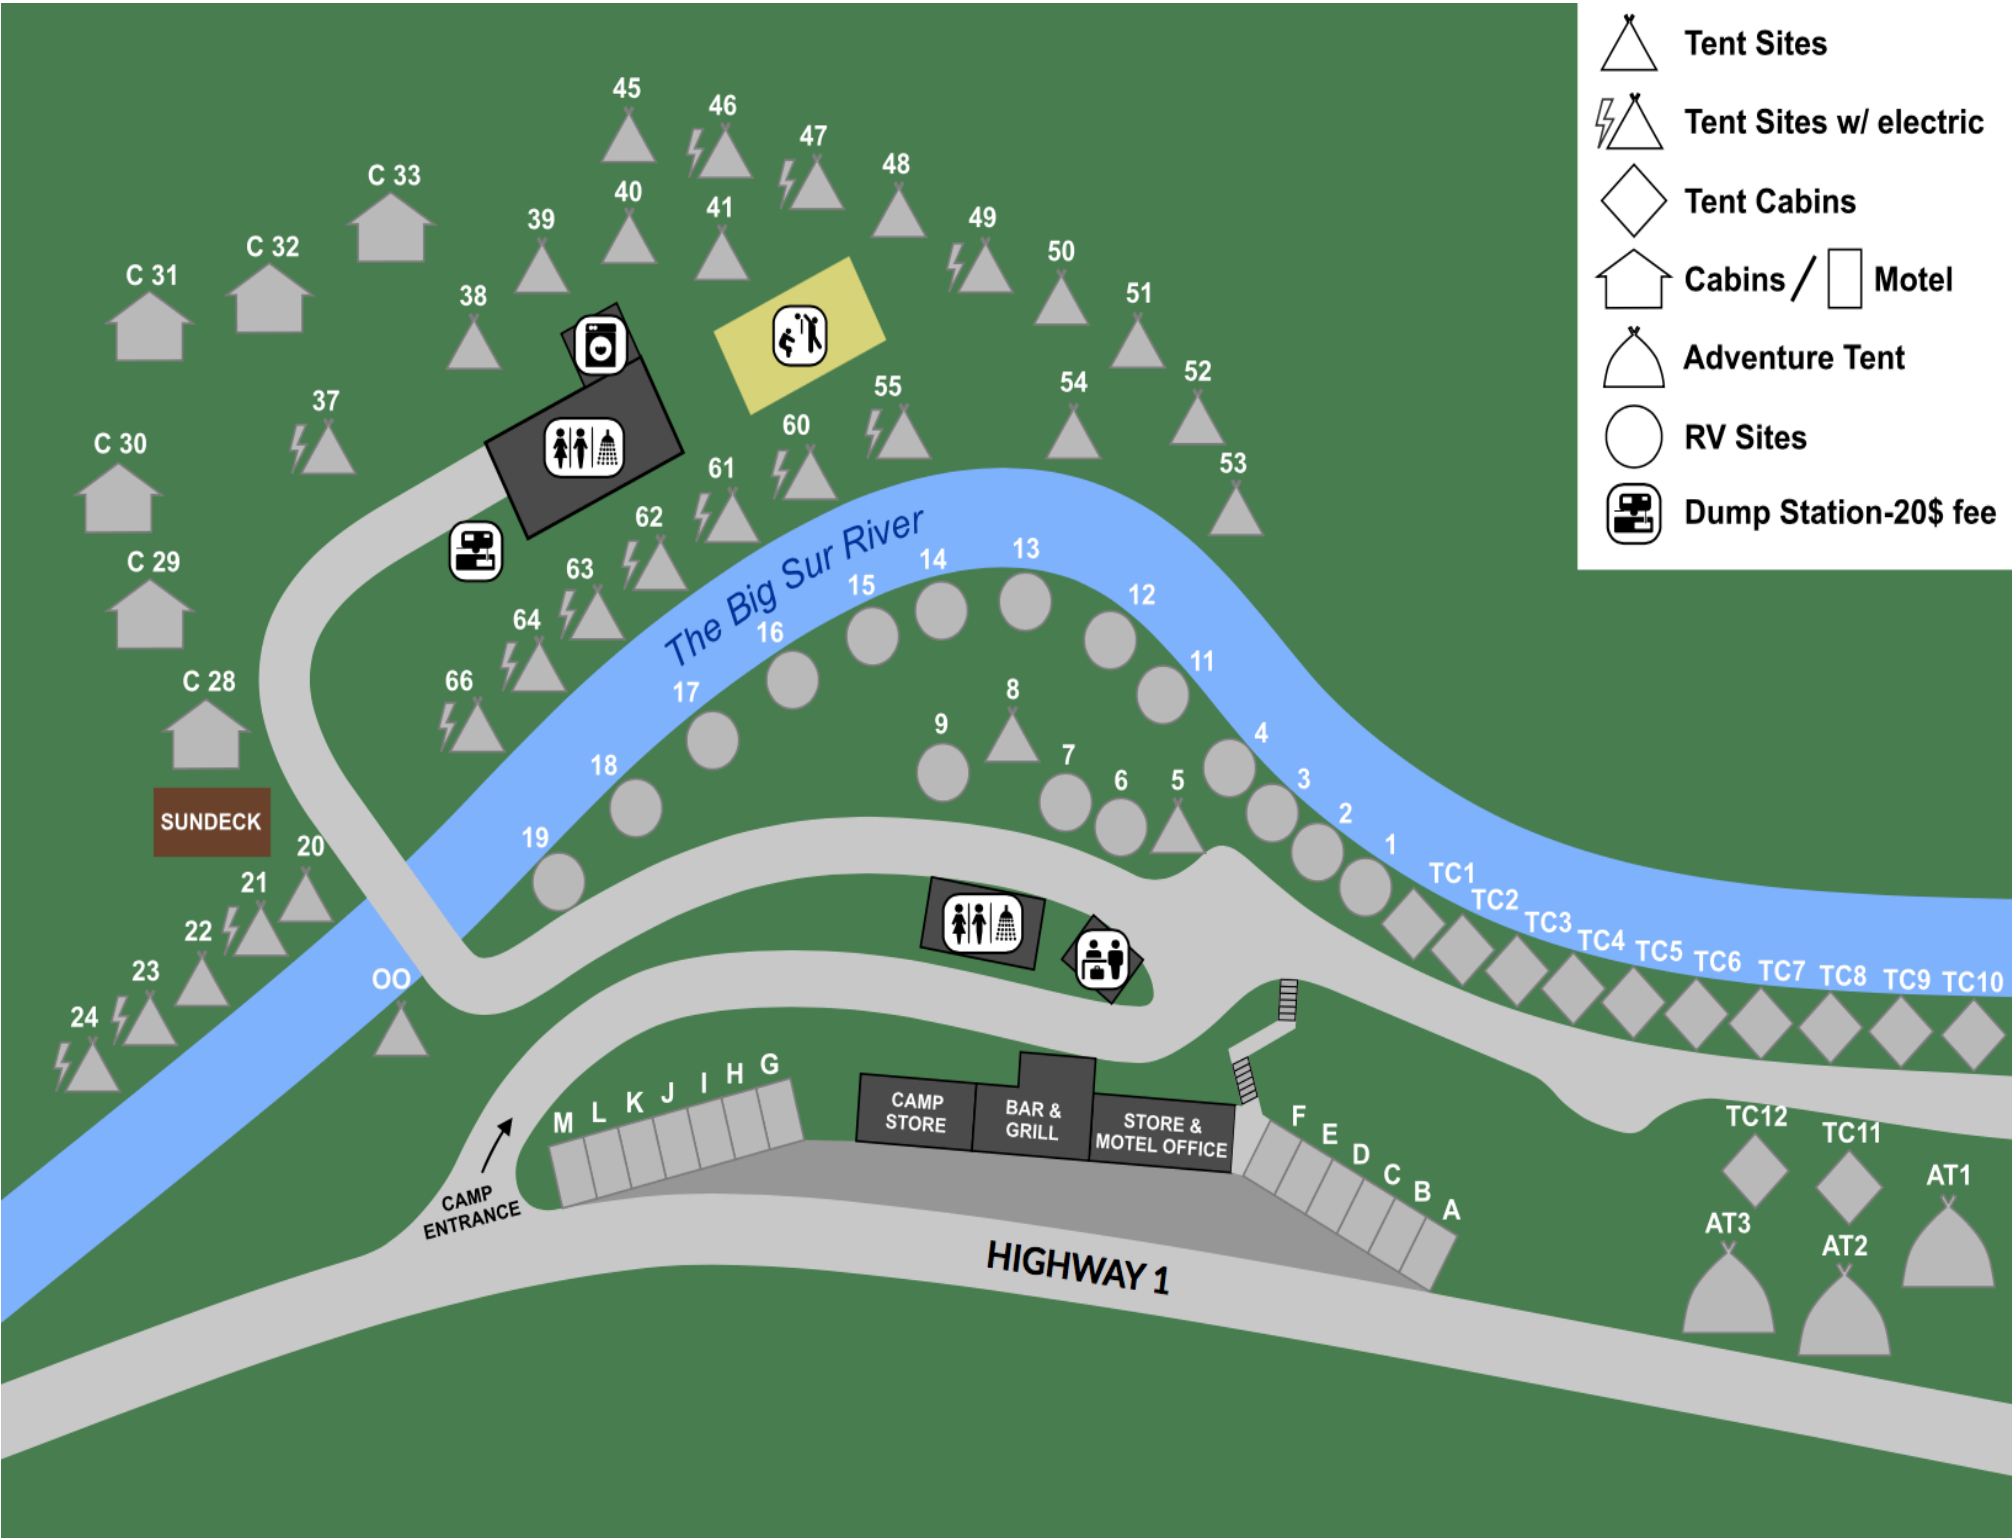 Tent Sites
Tent Sites w/ electric
Tent Cabins
Cabins / Motel
Adventure Tent
RV Sites
Dump Station-20$ fee
45
46
47
48
49
50
51
52
53
54
55
60
61
62
63
64
66
41
40
39
38
37
C 33
C 32
C 31
C 30
C 29
C 28
SUNDECK
20
21
22
23
24
OO
The Big Sur River
19
18
17
16
15
14
13
12
11
9
8
7
6
5
4
3
2
1
TC1
TC2
TC3
TC4
TC5
TC6
TC7
TC8
TC9
TC10
TC12
TC11
AT1
AT3
AT2
M
L
K
J
I
H
G
CAMP
STORE
BAR &
GRILL
STORE &
MOTEL OFFICE
F
E
D
C
B
A
CAMP
ENTRANCE
HIGHWAY 1